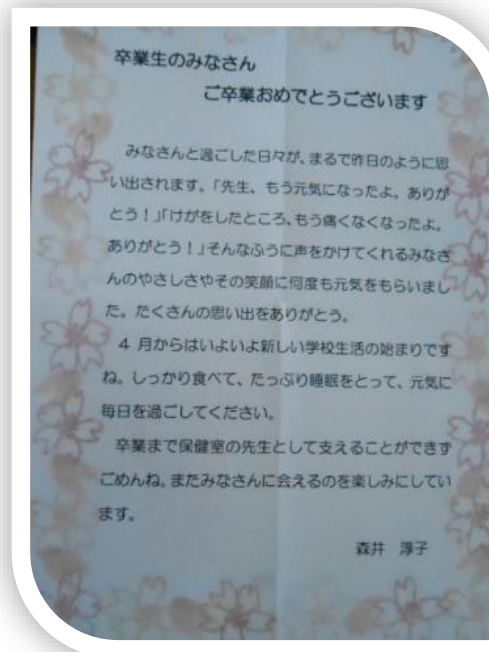 卒業生のみなさん
ご卒業おめでとうございます
みなさんと過ごした日々が、まるで昨日のように思
い出されます。「先生、もう元気になったよ。ありが
とう！」「けがをしたところ、もう痛くなくなったよ。
ありがとう！」そんなふうに声をかけてくれるみなさ
んのやさしさやその笑顔に何度も元気をもらいまし
た。たくさんの思い出をありがとう。
4 月からはいよいよ新しい学校生活の始まりです
ね。しっかり食べて、たっぷり睡眠をとって、元気に
毎日を過ごしてください。
卒業まで保健室の先生として支えることができず
ごめんね。またみなさんに会えるのを楽しみにしてい
ます。
森井　淳子